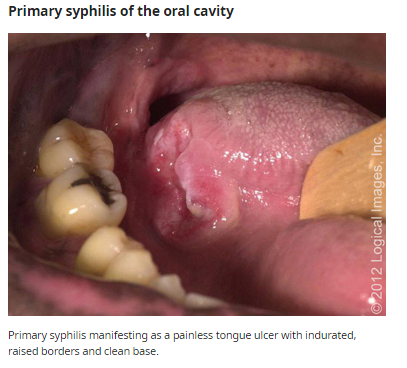 Primary syphilis of the oral cavity
© 2012 Logical Images, Inc.
Primary syphilis manifesting as a painless tongue ulcer with indurated,
raised borders and clean base.